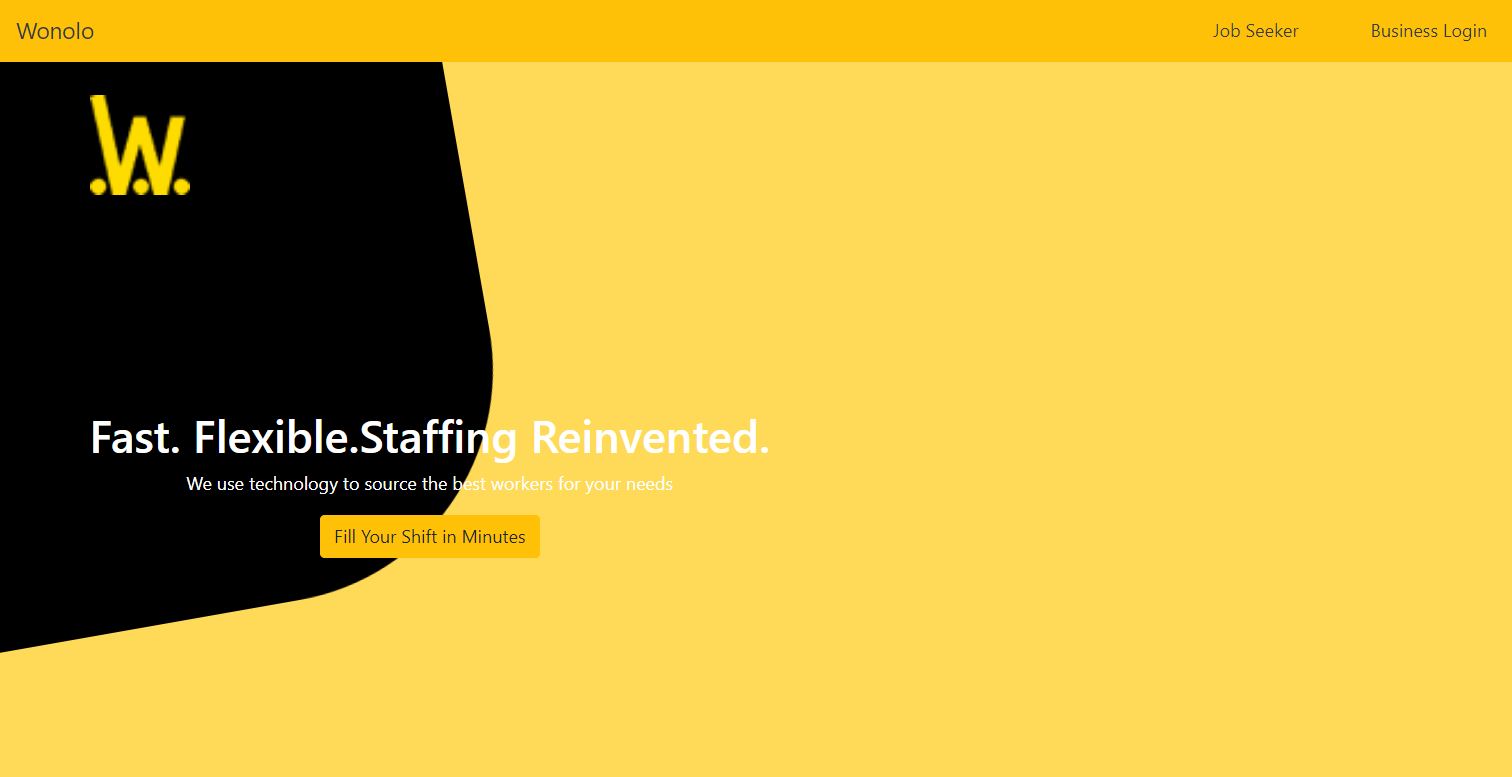 Wonolo
Job Seeker
Business Login
W
Fast. Flexible.Staffing Reinvented.
We use technology to source the best workers for your needs
Fill Your Shift in Minutes